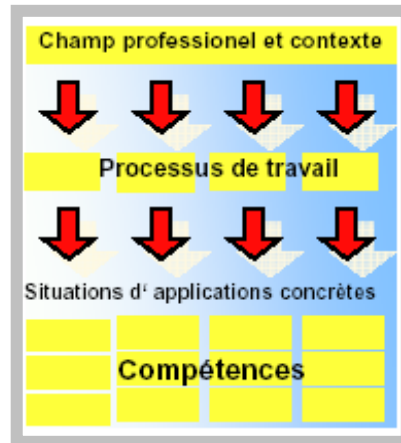 Champ professionel et contexte
Processus de travail
Situations d‘ applications concrètes
Compétences